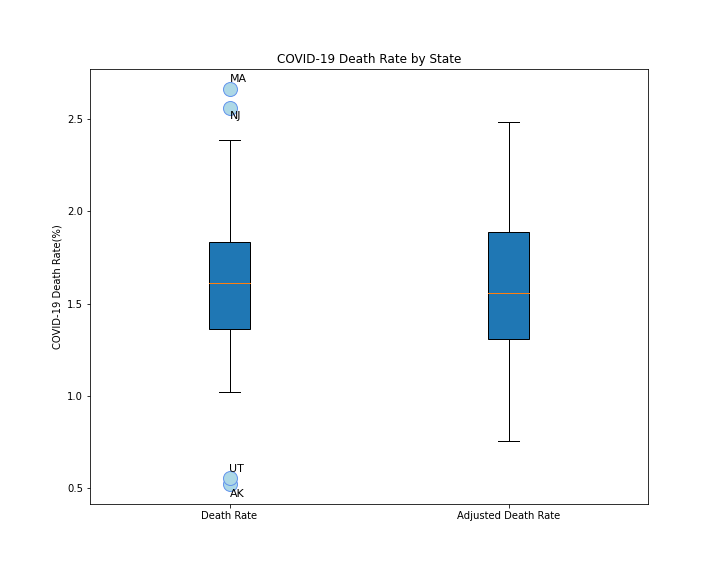 COVID-19 Death Rate by State
MA
NJ
2.5
2.0
1.5
1.0
0.5
COVID-19 Death Rate(%)
UT
AK
Death Rate
Adjusted Death Rate